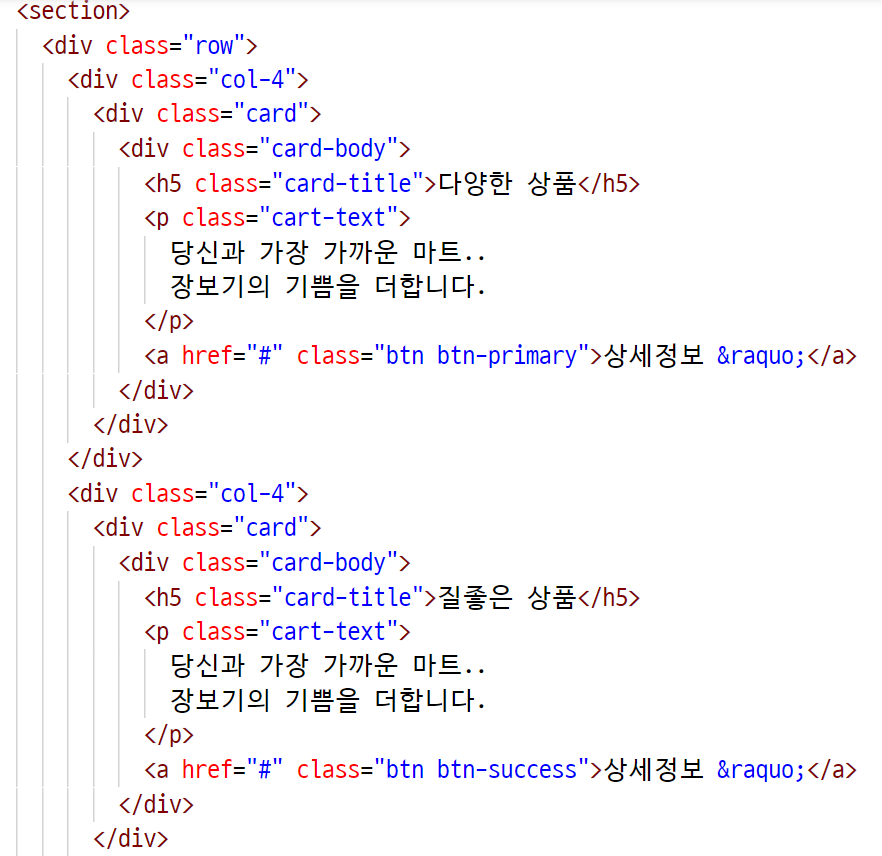 <section>
<div class="row">
<div class="col-4">
<div class="card">
<div class="card-body">
<h5 class="card-title">다양한 상품</h5>
<p class="cart-text">
당신과 가장 가까운 마트..
장보기의 기쁨을 더합니다.
</p>
<a href="#" class="btn btn-primary">상세정보 &raquo;</a>
</div>
</div>
</div>
<div class="col-4">
<div class="card">
<div class="card-body">
<h5 class="card-title">질좋은 상품</h5>
<p class="cart-text">
당신과 가장 가까운 마트..
장보기의 기쁨을 더합니다.
</p>
<a href="#" class="btn btn-success">상세정보 &raquo;</a>
</div>
</div>